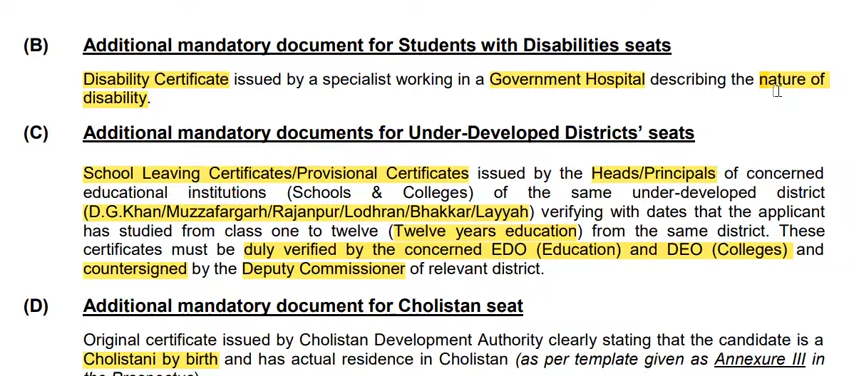 (B) Additional mandatory document for Students with Disabilities seats
Disability Certificate issued by a specialist working in a Government Hospital describing the nature of
disability.
(C) Additional mandatory documents for Under-Developed Districts' seats
School Leaving Certificates/Provisional Certificates issued by the Heads/Principals of concerned
educational institutions (Schools & Colleges) of the same under-developed district
(D.G.Khan/Muzzafargarh/Rajanpur/Lodhran/Bhakkar/Layyah) verifying with dates that the applicant
has studied from class one to twelve (Twelve years education) from the same district. These
certificates must be duly verified by the concerned EDO (Education) and DEO (Colleges) and
countersigned by the Deputy Commissioner of relevant district.
(D) Additional mandatory document for Cholistan seat
Original certificate issued by Cholistan Development Authority clearly stating that the candidate is a
Cholistani by birth and has actual residence in Cholistan (as per template given as Annexure III in
the Prospectus)